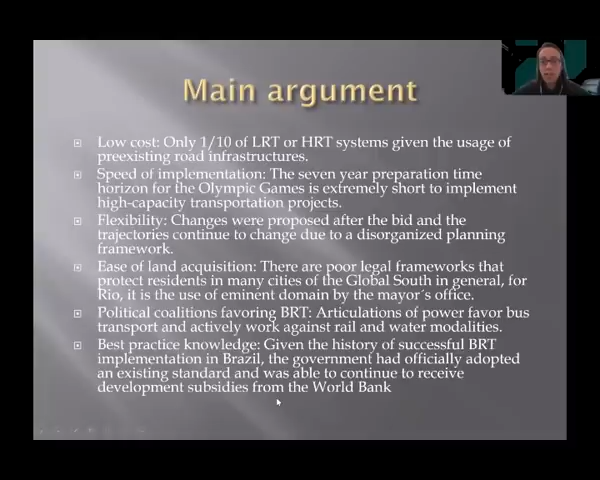 Main argument
Low cost: Only 1/10 of LRT or HRT systems given the usage of
preexisting road infrastructures.
Speed of implementation: The seven year preparation time
horizon for the Olympic Games is extremely short to implement
high-capacity transportation projects.
Flexibility: Changes were proposed after the bid and the
trajectories continue to change due to a disorganized planning
framework.
Ease of land acquisition: There are poor legal frameworks that
protect residents in many cities of the Global South in general, for
Rio, it is the use of eminent domain by the mayor´s office.
Political coalitions favoring BRT: Articulations of power favor bus
transport and actively work against rail and water modalities.
Best practice knowledge: Given the history of successful BRT
implementation in Brazil, the government had officially adopted
an existing standard and was able to continue to receive
development subsidies from the World Bank